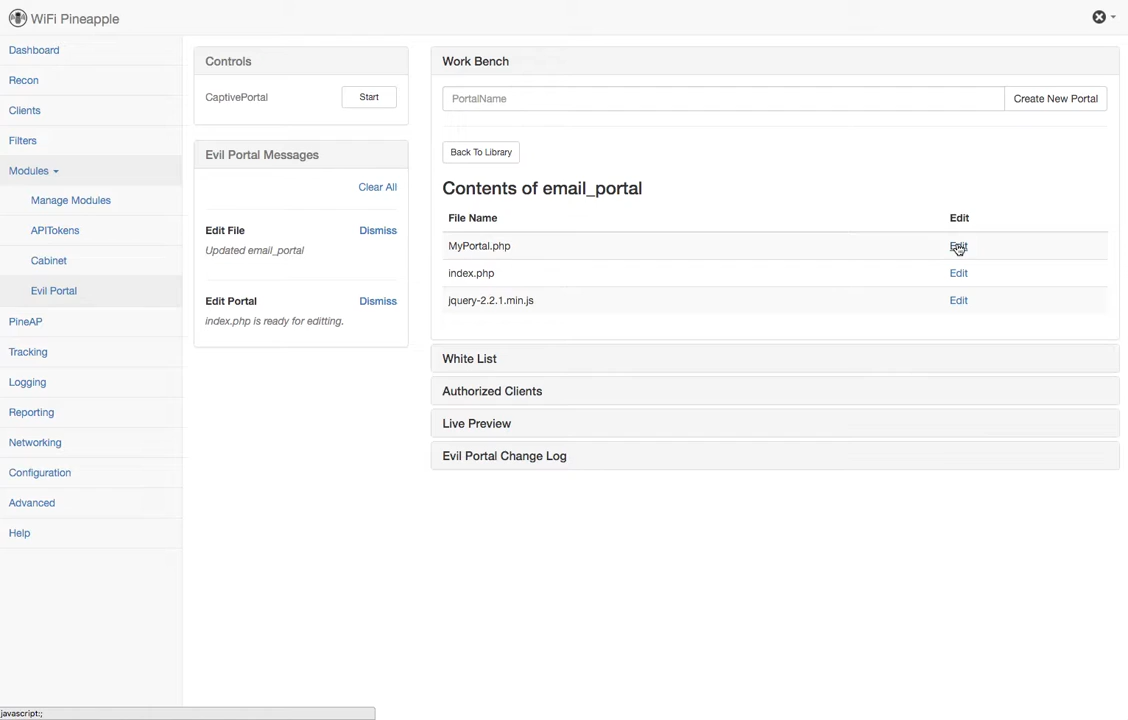 WiFi Pineapple
Dashboard
Recon
Clients
Filters
Modules
Manage Modules
APITokens
Cabinet
Evil Portal
PineAP
Tracking
Logging
Reporting
Networking
Configuration
Advanced
Help
Controls
CaptivePortal Start
Evil Portal Messages
Clear All
Edit File Dismiss
Updated email_portal
Edit Portal Dismiss
index.php is ready for editting.
Work Bench
PortalName Create New Portal
Back To Library
Contents of email_portal
File Name Edit
MyPortal.php Edit
index.php Edit
jquery-2.2.1.min.js Edit
White List
Authorized Clients
Live Preview
Evil Portal Change Log
javascript:;